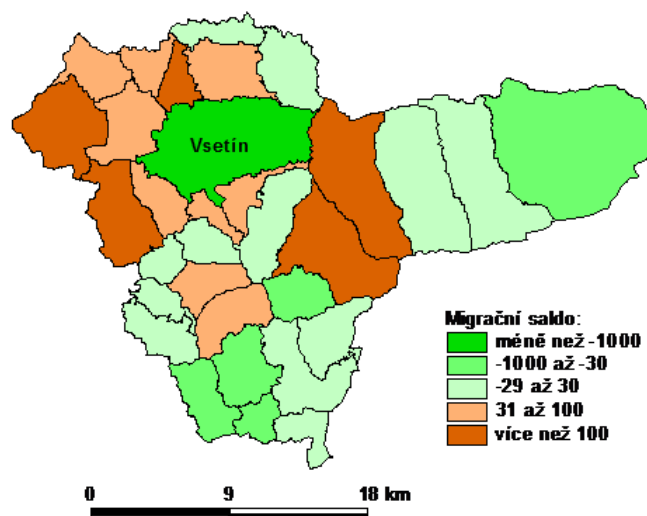 Vsetín
Migrační saldo:
méně než -1000
-1000 až -30
-29 až 30
31 až 100
více než 100
0 9 18 km